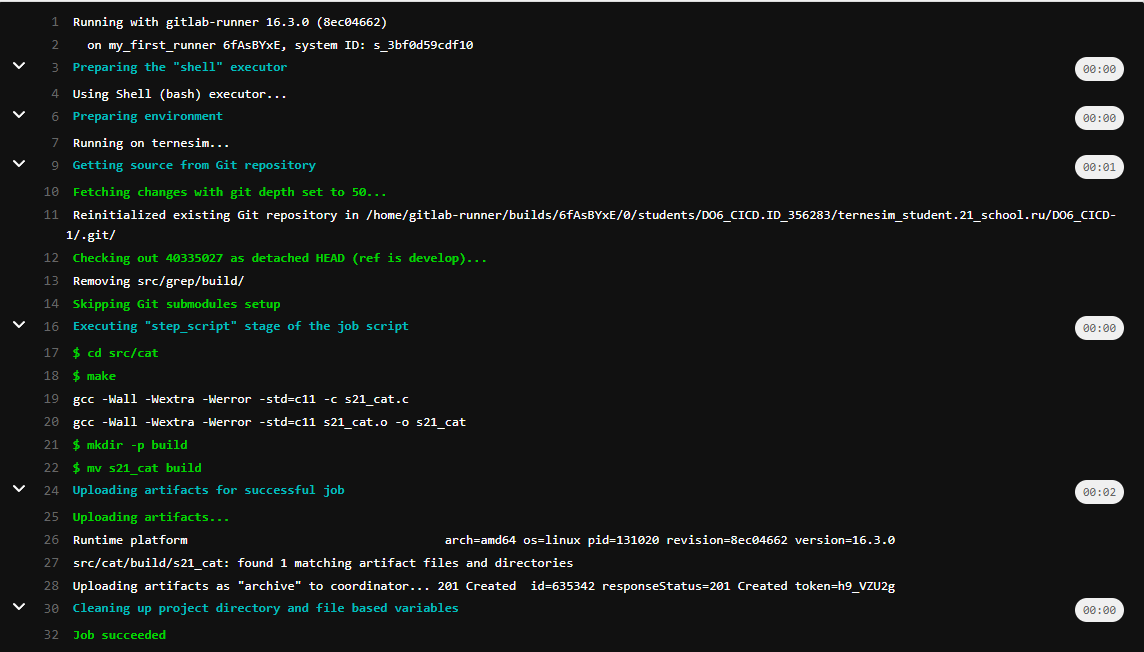 1 Running with gitlab-runner 16.3.0 (8ec04662)
2 on my_first_runner 6fAsBYxE, system ID: s_3bf0d59cdf10
3 Preparing the "shell" executor 00:00
4 Using Shell (bash) executor...
6 Preparing environment 00:00
7 Running on ternesim...
9 Getting source from Git repository 00:01
10 Fetching changes with git depth set to 50...
11 Reinitialized existing Git repository in /home/gitlab-runner/builds/6fAsBYxE/0/students/DO6_CICD.ID_356283/ternesim_student.21_school.ru/DO6_CICD-
1/.git/
12 Checking out 40335027 as detached HEAD (ref is develop)...
13 Removing src/grep/build/
14 Skipping Git submodules setup
16 Executing "step_script" stage of the job script 00:00
17 $ cd src/cat
18 $ make
19 gcc -Wall -Wextra -Werror -std=c11 -c s21_cat.c
20 gcc -Wall -Wextra -Werror -std=c11 s21_cat.o -o s21_cat
21 $ mkdir -p build
22 $ mv s21_cat build
24 Uploading artifacts for successful job 00:02
25 Uploading artifacts...
26 Runtime platform arch=amd64 os=linux pid=131020 revision=8ec04662 version=16.3.0
27 src/cat/build/s21_cat: found 1 matching artifact files and directories
28 Uploading artifacts as "archive" to coordinator... 201 Created id=635342 responseStatus=201 Created token=h9_VZU2g
30 Cleaning up project directory and file based variables 00:00
32 Job succeeded